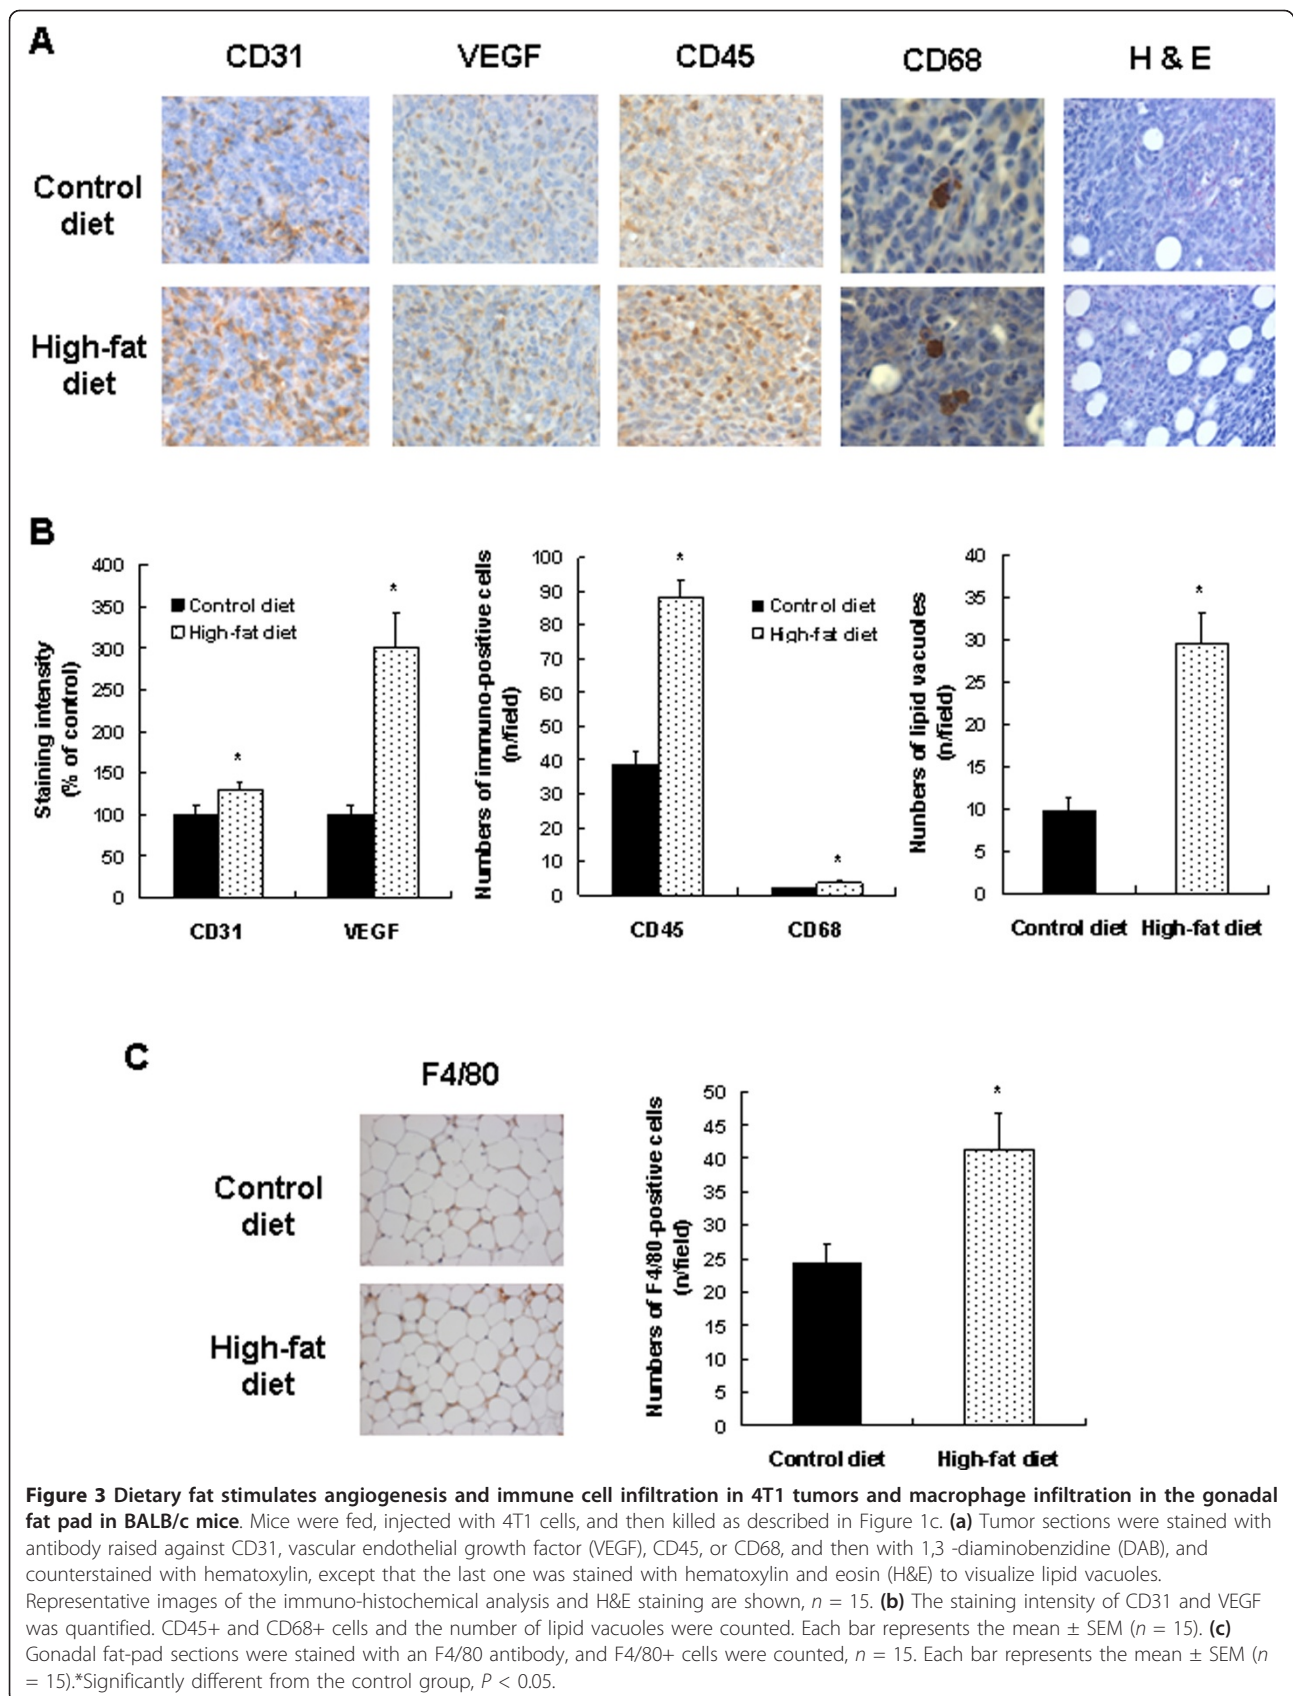 A
CD31 VEGF CD45 CD68 H & E
Control
diet
High-fat
diet
B
Staining intensity
(% of control)
400
350
300
250
200
150
100
50
0
Control diet
High-fat diet
*
*
CD31 VEGF
Numbers of immuno-positive cells
(n/field)
100
90
80
70
60
50
40
30
20
10
0
Control diet
High-fat diet
*
*
CD45 CD68
Nunbers of lipid vacuoles
(n/field)
40
35
30
25
20
15
10
5
0
*
Control diet High-fat diet
C
F4/80
Control
diet
High-fat
diet
Numbers of F4/80-positive cells
(n/field)
50
45
40
35
30
25
20
15
10
5
0
*
Control diet High-fat diet
Figure 3 Dietary fat stimulates angiogenesis and immune cell infiltration in 4T1 tumors and macrophage infiltration in the gonadal
fat pad in BALB/c mice. Mice were fed, injected with 4T1 cells, and then killed as described in Figure 1c. (a) Tumor sections were stained with
antibody raised against CD31, vascular endothelial growth factor (VEGF), CD45, or CD68, and then with 1,3 -diaminobenzidine (DAB), and
counterstained with hematoxylin, except that the last one was stained with hematoxylin and eosin (H&E) to visualize lipid vacuoles.
Representative images of the immuno-histochemical analysis and H&E staining are shown, n = 15. (b) The staining intensity of CD31 and VEGF
was quantified. CD45+ and CD68+ cells and the number of lipid vacuoles were counted. Each bar represents the mean ± SEM (n = 15). (c)
Gonadal fat-pad sections were stained with an F4/80 antibody, and F4/80+ cells were counted, n = 15. Each bar represents the mean ± SEM (n
= 15).*Significantly different from the control group, P < 0.05.